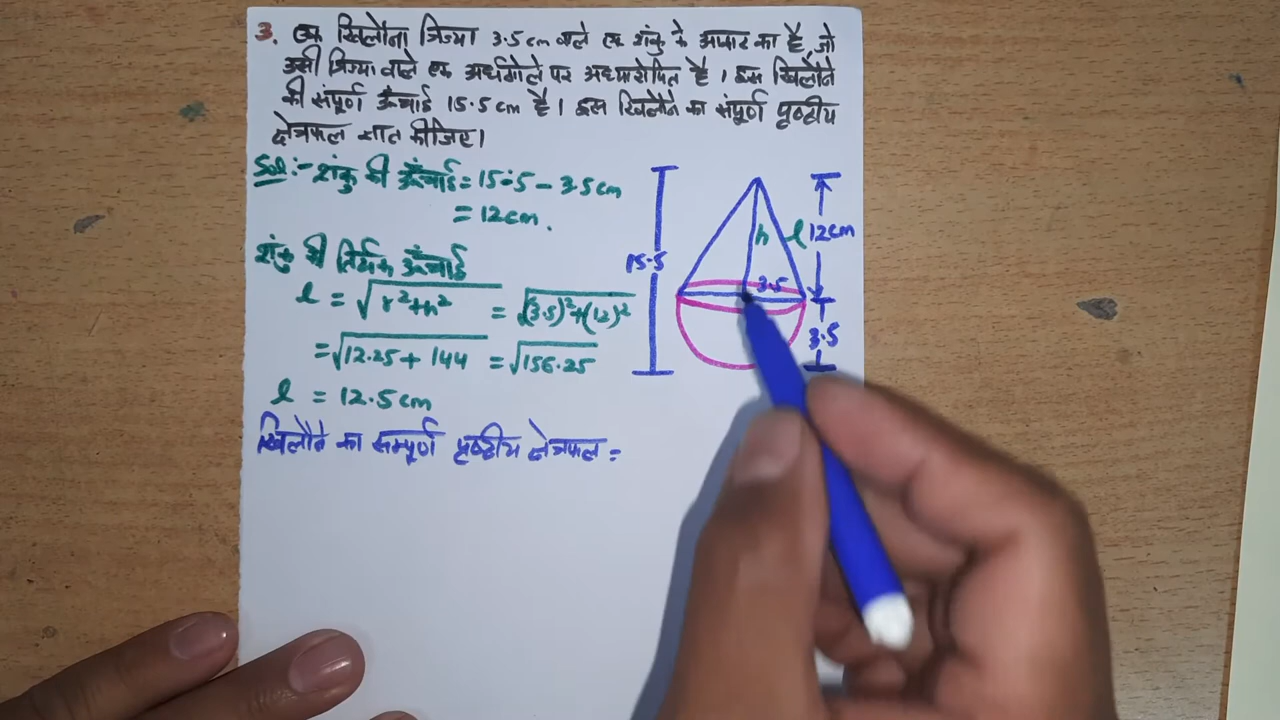 3. एक खिलौना त्रिज्या 3.5 cm वाले एक शंकु के आकार का है, जो
उसी त्रिज्या वाले एक अर्धगोले पर अध्यारोपित है। इस खिलौने
की संपूर्ण ऊँचाई 15.5 cm है। इस खिलौने का संपूर्ण पृष्ठीय
क्षेत्रफल ज्ञात कीजिए।
Sol:- शंकु की ऊँचाई = 15.5 - 3.5 cm
= 12 cm.
शंकु की तिर्यक ऊँचाई
l = √r²+h² = √(3.5)²+(12)²
= √12.25 + 144 = √156.25
l = 12.5 cm
खिलौने का सम्पूर्ण पृष्ठीय क्षेत्रफल =
15.5
h
l
12cm
3.5
3.5